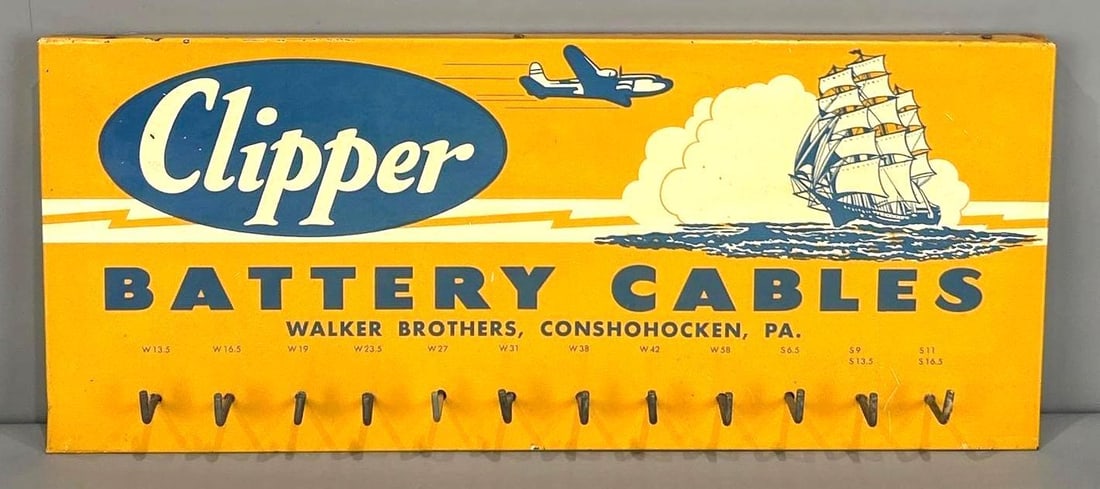 Clipper
BATTERY CABLES
WALKER BROTHERS, CONSHOHOCKEN, PA.
W13.5 W16.5 W19 W23.5 W27 W31 W38 W42 W58 S6.5 S9 S11
S13.5 S16.5